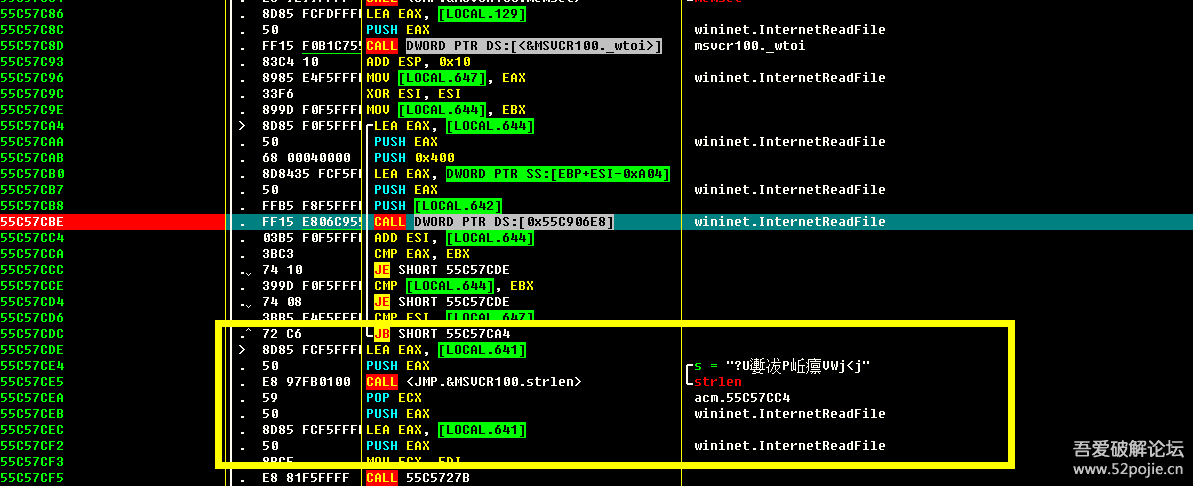 55C57C86 . 8D85 FCFDFFFF LEA EAX, [LOCAL.129]
55C57C8C . 50 PUSH EAX wininet.InternetReadFile
55C57C8D . FF15 F0B1C755 CALL DWORD PTR DS:[<&MSVCR100._wtoi>] msvcr100._wtoi
55C57C93 . 83C4 10 ADD ESP, 0x10
55C57C96 . 8985 E4F5FFFF MOV [LOCAL.647], EAX wininet.InternetReadFile
55C57C9C . 33F6 XOR ESI, ESI
55C57C9E . 899D F0F5FFFF MOV [LOCAL.644], EBX
55C57CA4 > 8D85 F0F5FFFF LEA EAX, [LOCAL.644]
55C57CAA . 50 PUSH EAX wininet.InternetReadFile
55C57CAB . 68 00040000 PUSH 0x400
55C57CB0 . 8D8435 FCF5FF LEA EAX, DWORD PTR SS:[EBP+ESI-0xA04]
55C57CB7 . 50 PUSH EAX wininet.InternetReadFile
55C57CB8 . FFB5 F8F5FFFF PUSH [LOCAL.642]
55C57CBE . FF15 E806C955 CALL DWORD PTR DS:[0x55C906E8] wininet.InternetReadFile
55C57CC4 . 03B5 F0F5FFFF ADD ESI, [LOCAL.644]
55C57CCA . 3BC3 CMP EAX, EBX
55C57CCC . 74 10 JE SHORT 55C57CDE
55C57CCE . 399D F0F5FFFF CMP [LOCAL.644], EBX
55C57CD4 . 74 08 JE SHORT 55C57CDE
55C57CD6 . 3BB5 E4F5FFFF CMP ESI, [LOCAL.647]
55C57CDC .^ 72 C6 JB SHORT 55C57CA4
55C57CDE > 8D85 FCF5FFFF LEA EAX, [LOCAL.641]
55C57CE4 . 50 PUSH EAX s = "?U VWj<j"
55C57CE5 . E8 97FB0100 CALL <JMP.&MSVCR100.strlen> strlen
55C57CEA . 59 POP ECX acm.55C57CC4
55C57CEB . 50 PUSH EAX wininet.InternetReadFile
55C57CEC . 8D85 FCF5FFFF LEA EAX, [LOCAL.641]
55C57CF2 . 50 PUSH EAX wininet.InternetReadFile
55C57CF3 . 8BCF MOV ECX, EDI
55C57CF5 . E8 81F5FFFF CALL 55C5727B
吾爱破解论坛
www.52pojie.cn